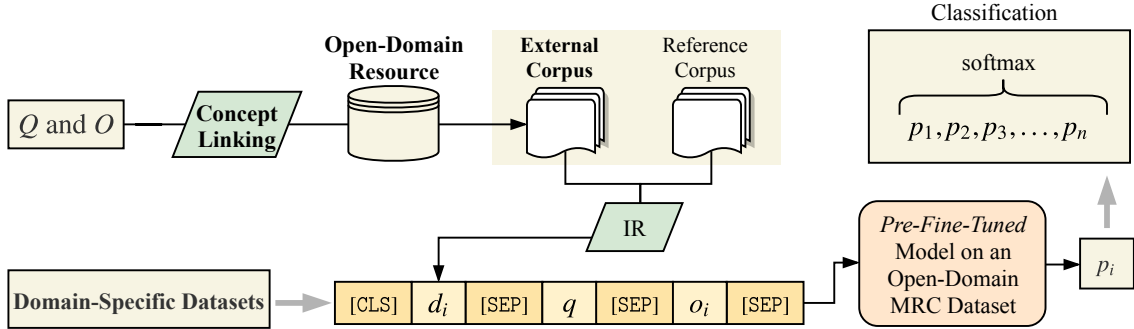 Classification
softmax
p1, p2, p3, ..., pn
Open-Domain
Resource
External
Corpus
Reference
Corpus
Q and O
Concept
Linking
IR
Domain-Specific Datasets
[CLS] di [SEP] q [SEP] oi [SEP]
Pre-Fine-Tuned
Model on an
Open-Domain
MRC Dataset
pi